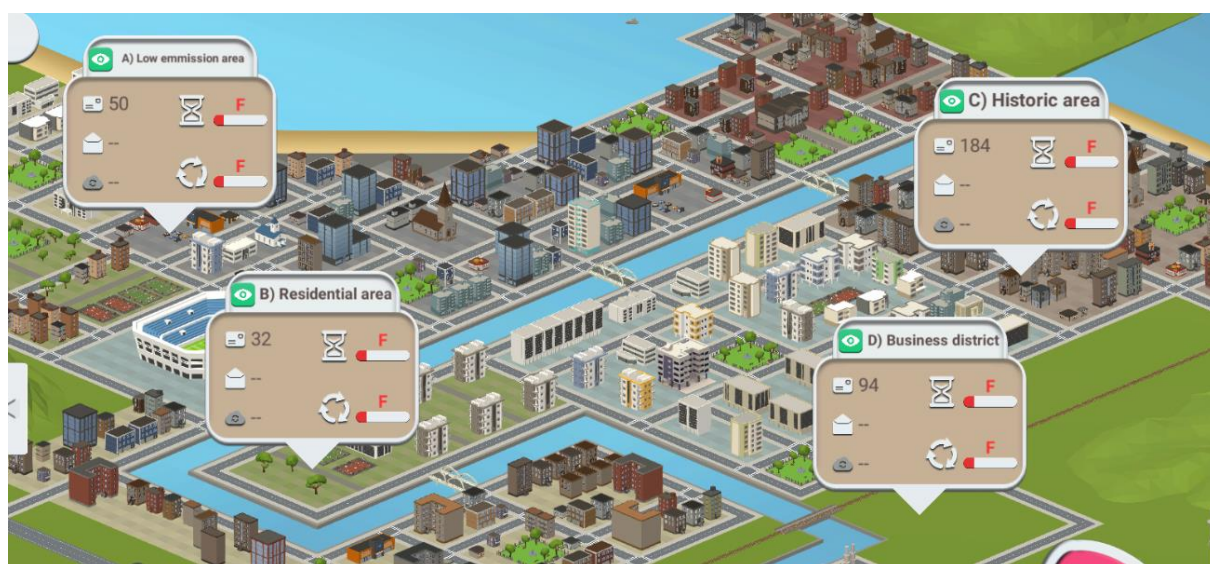 A) Low emmission area
50
F
--
F
--
B) Residential area
32
F
--
F
--
C) Historic area
184
F
--
F
--
D) Business district
94
F
--
F
--